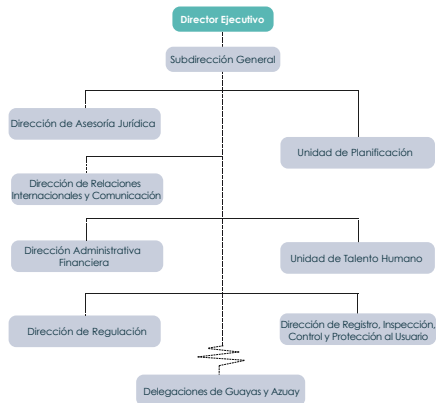 Director Ejecutivo
Subdirección General
Dirección de Asesoría Jurídica
Unidad de Planificación
Dirección de Relaciones
Internacionales y Comunicación
Dirección Administrativa
Financiera
Unidad de Talento Humano
Dirección de Regulación
Dirección de Registro, Inspección,
Control y Protección al Usuario
Delegaciones de Guayas y Azuay